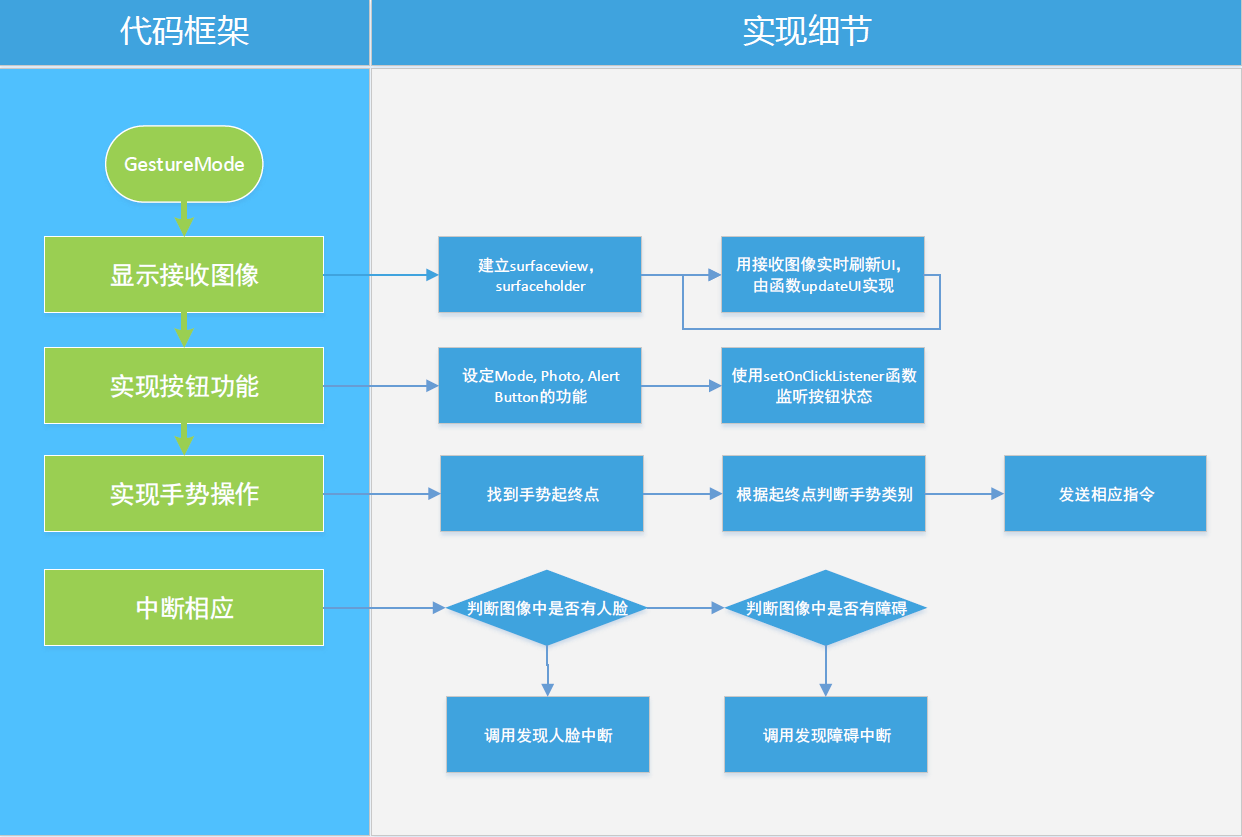 代码框架
实现细节
GestureMode
显示接收图像
建立surfaceview，
surfaceholder
用接收图像实时刷新UI，
由函数updateUI实现
实现按钮功能
设定Mode, Photo, Alert
Button的功能
使用setOnClickListener函数
监听按钮状态
实现手势操作
找到手势起终点
根据起终点判断手势类别
发送相应指令
中断相应
判断图像中是否有人脸
判断图像中是否有障碍
调用发现人脸中断
调用发现障碍中断